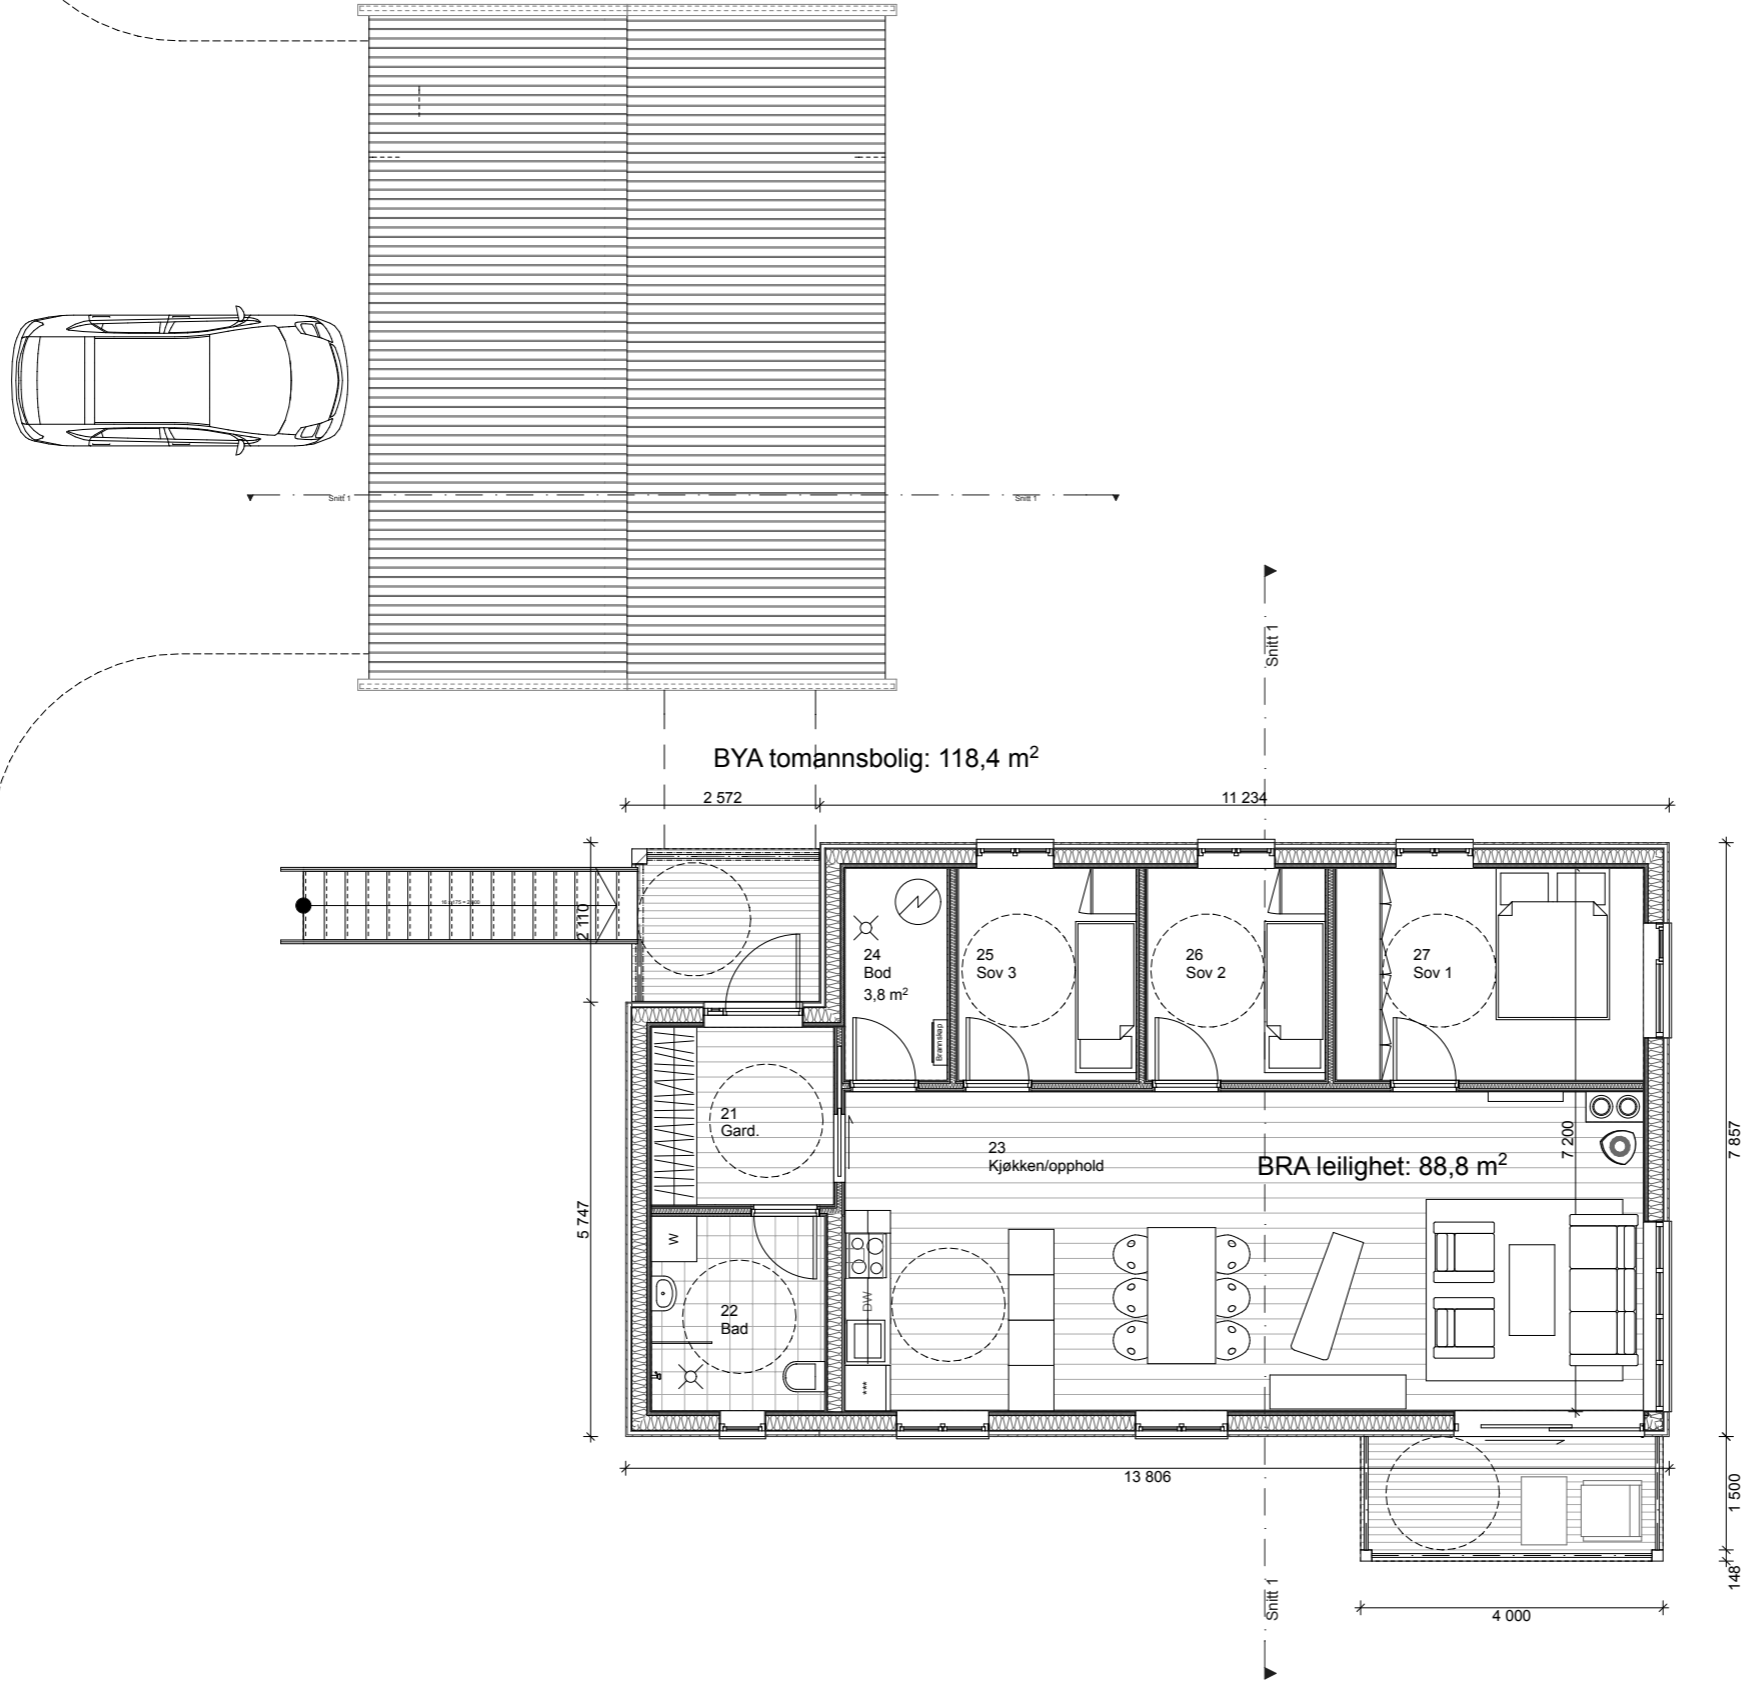 Snitt 1
Snitt 1
Snitt 1
BYA tomannsbolig: 118,4 m²
2 572
11 234
2 110
24
Bod
3,8 m²
Brannskap
25
Sov 3
26
Sov 2
27
Sov 1
21
Gard.
23
Kjøkken/opphold
BRA leilighet: 88,8 m²
7 200
7 857
5 747
W
22
Bad
DW
***
13 806
1 500
148
Snitt 1
4 000